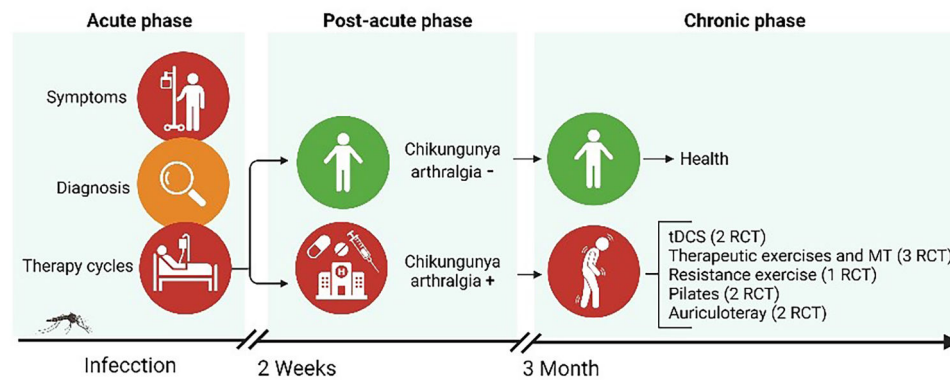 Acute phase
Post-acute phase
Chronic phase
Symptoms
Diagnosis
Therapy cycles
Chikungunya
arthralgia -
Health
H
Chikungunya
arthralgia +
tDCS (2 RCT)
Therapeutic exercises and MT (3 RCT)
Resistance exercise (1 RCT)
Pilates (2 RCT)
Auriculoteray (2 RCT)
Infecction
2 Weeks
3 Month